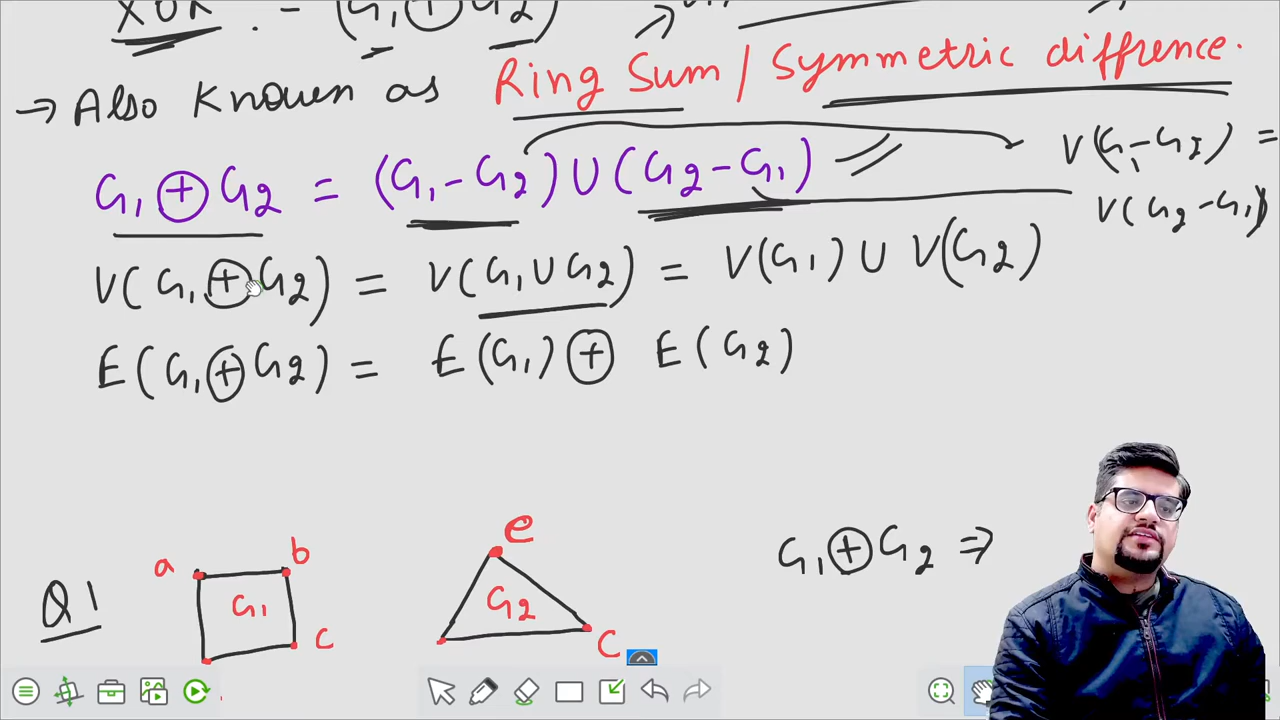 XOR :- (G₁⊕G₂)
→ Also known as Ring Sum / Symmetric diffrence.
G₁⊕G₂ = (G₁-G₂) U (G₂-G₁)
V(G₁-G₂) =
V(G₂-G₁)
V(G₁⊕G₂) = V(G₁UG₂) = V(G₁) U V(G₂)
E(G₁⊕G₂) = E(G₁) ⊕ E(G₂)
Q1
a b
G₁
c
e
G₂
c
G₁⊕G₂ ⇒